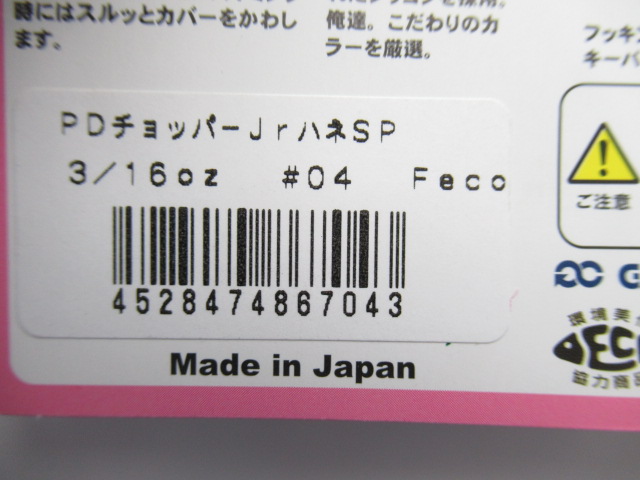 時にはスルッとカバーをかわし
ます。
俺達。こだわりのカ
ラーを厳選。
フッキン
キーパ
PDチョッパーJrハネSP
3/16oz #04 Feco
4528474867043
ご注意
Made in Japan
環境美
DECO
協力商